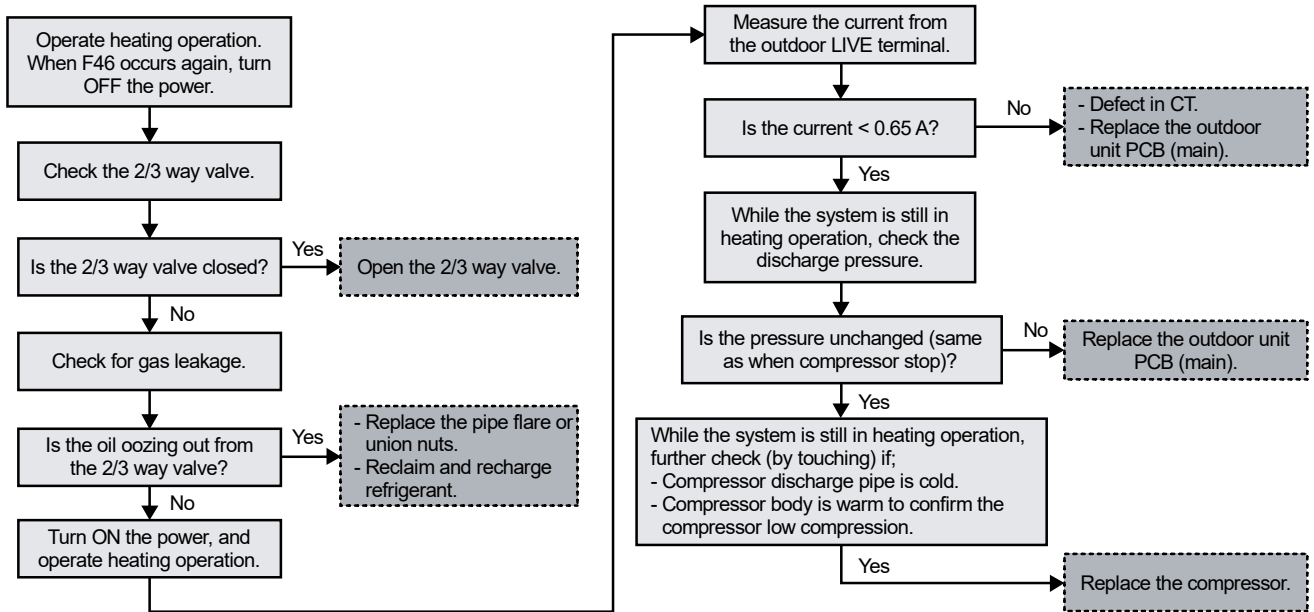 Operate heating operation.
When F46 occurs again, turn
OFF the power.
Check the 2/3 way valve.
Is the 2/3 way valve closed?
Yes
Open the 2/3 way valve.
No
Check for gas leakage.
Is the oil oozing out from
the 2/3 way valve?
Yes
- Replace the pipe flare or
union nuts.
- Reclaim and recharge
refrigerant.
No
Turn ON the power, and
operate heating operation.
Measure the current from
the outdoor LIVE terminal.
Is the current < 0.65 A?
No
- Defect in CT.
- Replace the outdoor
unit PCB (main).
Yes
While the system is still in
heating operation, check the
discharge pressure.
Is the pressure unchanged (same
as when compressor stop)?
No
Replace the outdoor unit
PCB (main).
Yes
While the system is still in heating operation,
further check (by touching) if;
- Compressor discharge pipe is cold.
- Compressor body is warm to confirm the
compressor low compression.
Yes
Replace the compressor.